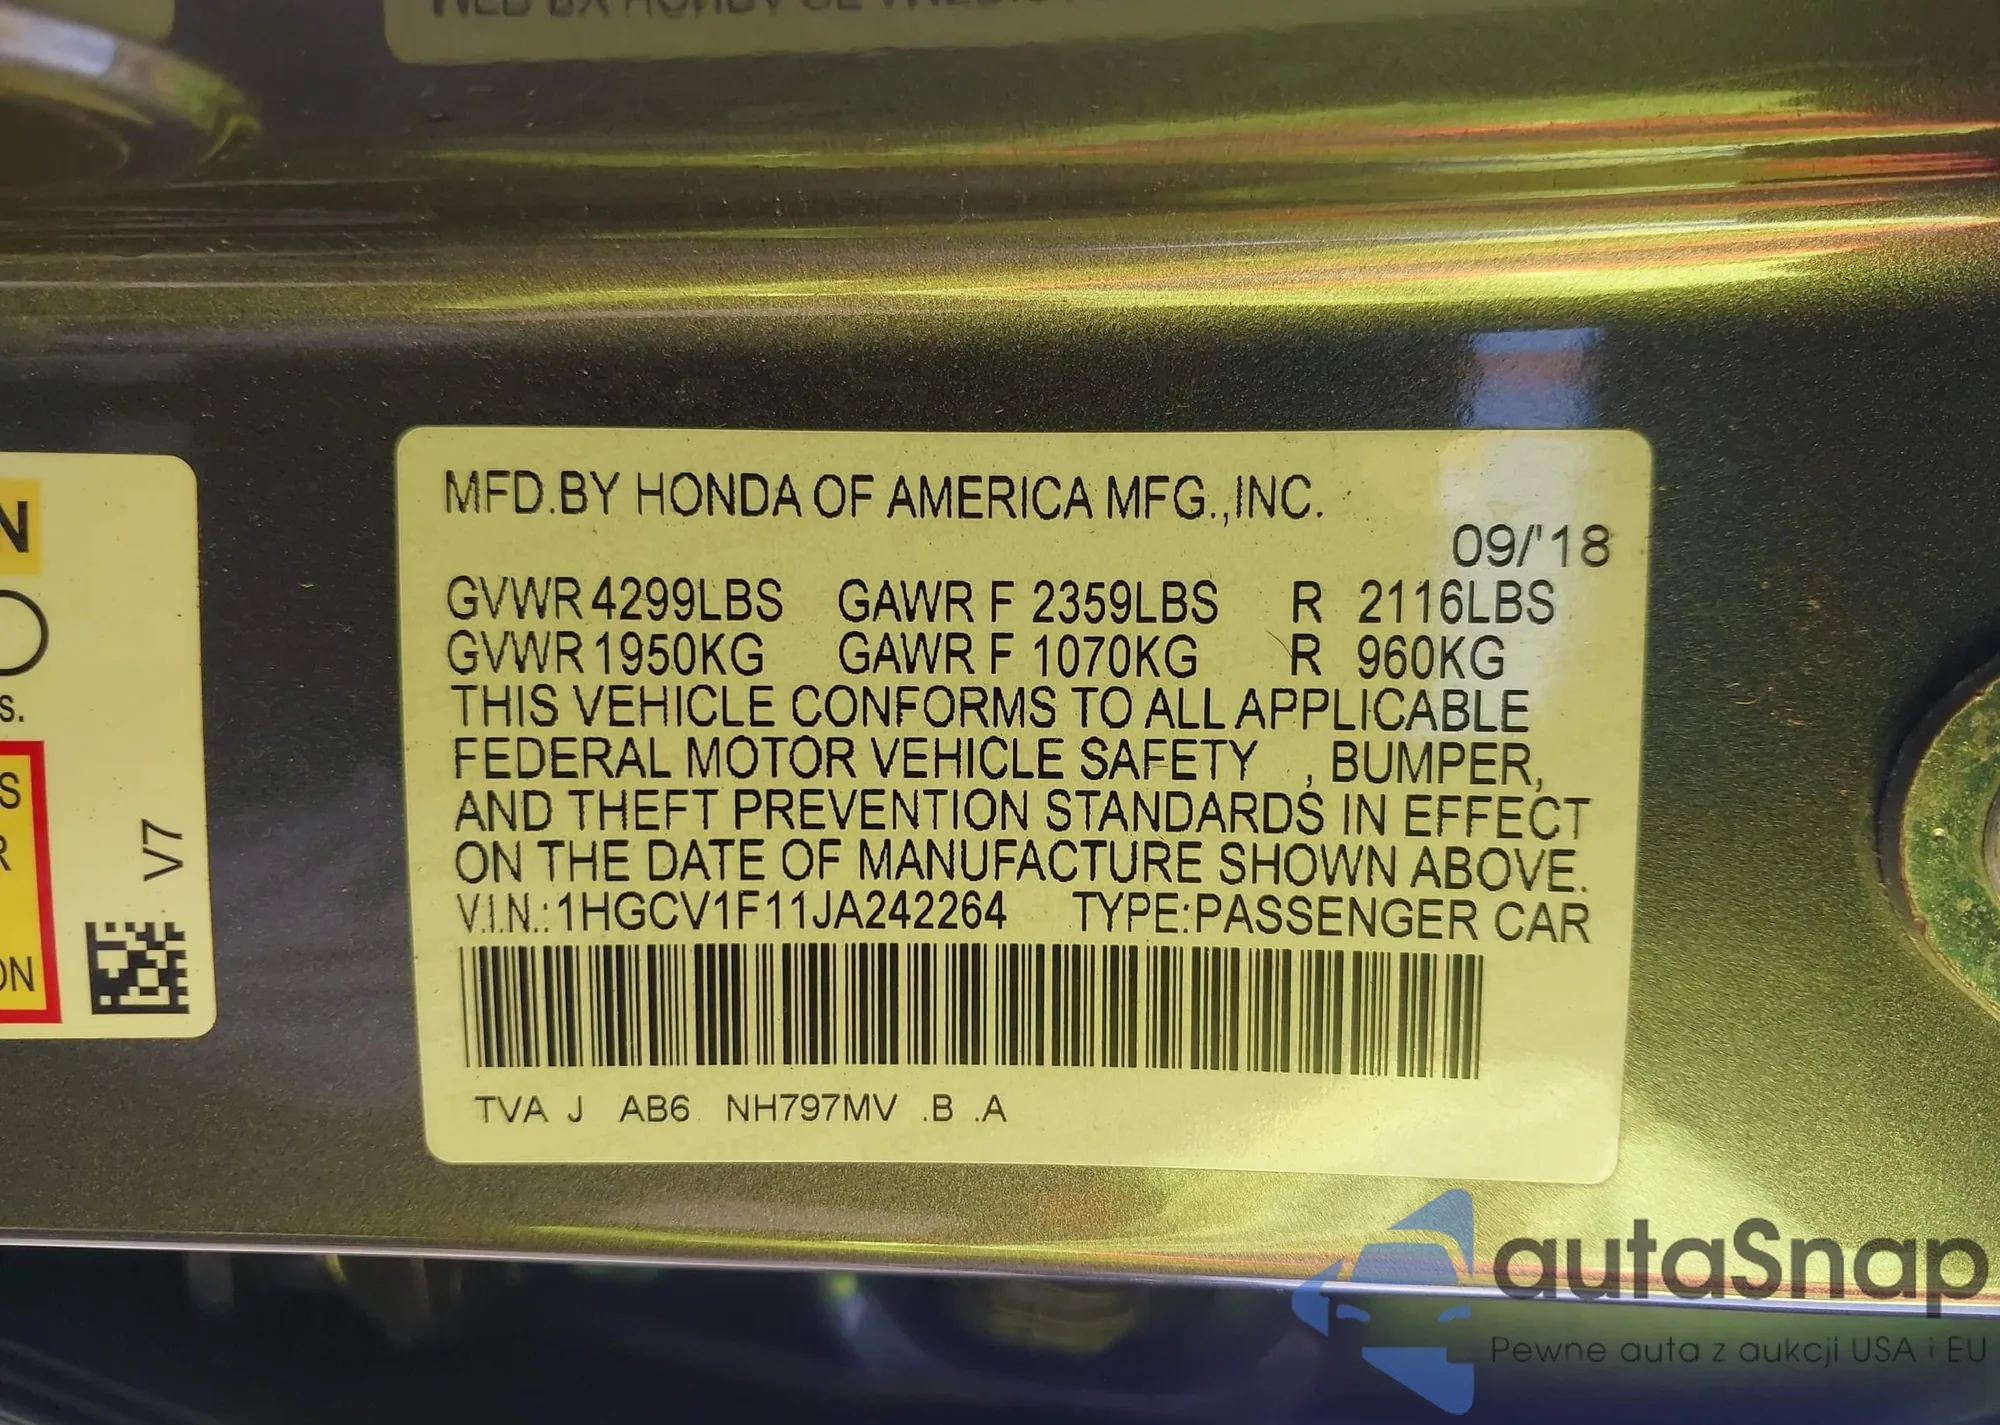 MFD.BY HONDA OF AMERICA MFG.,INC.
09/'18
GVWR 4299LBS GAWR F 2359LBS R 2116LBS
GVWR 1950KG GAWR F 1070KG R 960KG
THIS VEHICLE CONFORMS TO ALL APPLICABLE
FEDERAL MOTOR VEHICLE SAFETY , BUMPER,
AND THEFT PREVENTION STANDARDS IN EFFECT
ON THE DATE OF MANUFACTURE SHOWN ABOVE.
V.I.N.: 1HGCV1F11JA242264 TYPE:PASSENGER CAR
TVA J AB6 NH797MV .B .A
N
S.
S
R
ON
V7
autaSnap
Pewne auta z aukcji USA i EU